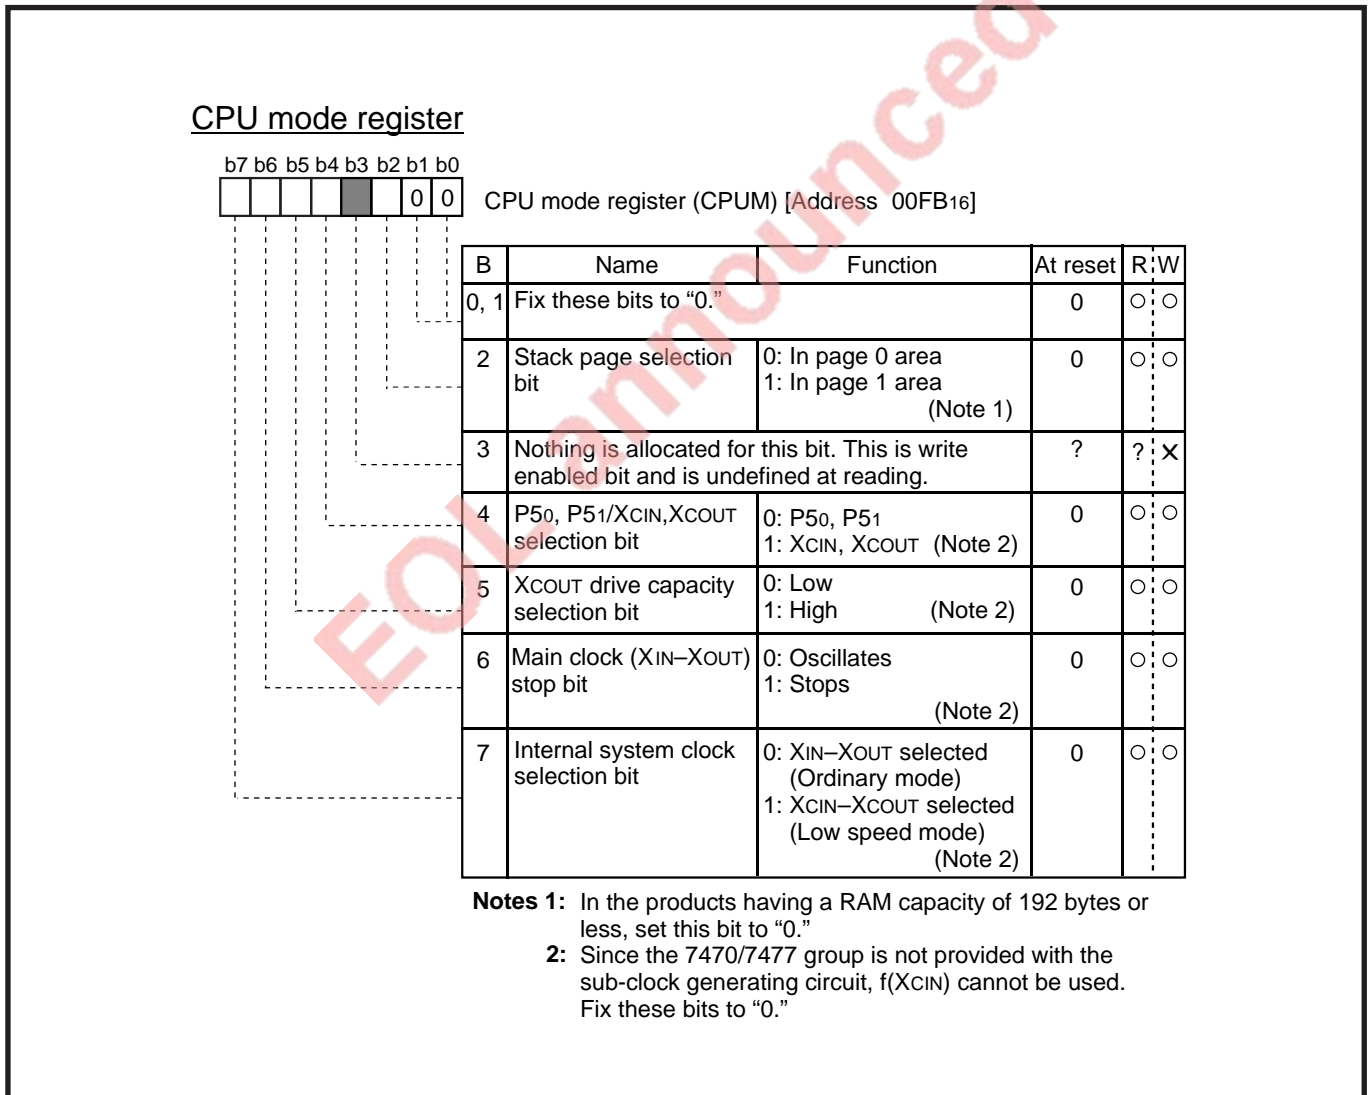 CPU mode register
b7 b6 b5 b4 b3 b2 b1 b0
0 0
CPU mode register (CPUM) [Address 00FB16]
B Name Function At reset R W
0, 1 Fix these bits to “0.” 0 ○ ○
2 Stack page selection bit 0: In page 0 area 0 ○ ○
1: In page 1 area
(Note 1)
3 Nothing is allocated for this bit. This is write ? ? ×
enabled bit and is undefined at reading.
4 P50, P51/XCIN,XCOUT selection bit 0: P50, P51 0 ○ ○
1: XCIN, XCOUT (Note 2)
5 XCOUT drive capacity selection bit 0: Low 0 ○ ○
1: High (Note 2)
6 Main clock (XIN–XOUT) stop bit 0: Oscillates 0 ○ ○
1: Stops
(Note 2)
7 Internal system clock selection bit 0: XIN–XOUT selected 0 ○ ○
(Ordinary mode)
1: XCIN–XCOUT selected
(Low speed mode)
(Note 2)
Notes 1: In the products having a RAM capacity of 192 bytes or
less, set this bit to “0.”
2: Since the 7470/7477 group is not provided with the
sub-clock generating circuit, f(XCIN) cannot be used.
Fix these bits to “0.”
EOL announced